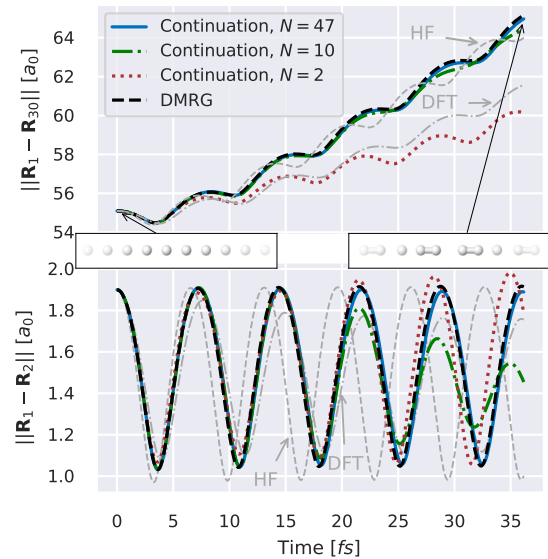 Continuation, N = 47
Continuation, N = 10
Continuation, N = 2
DMRG
HF
DFT
||R₁ − R₃₀|| [a₀]
64
62
60
58
56
54
||R₁ − R₂|| [a₀]
2.0
1.8
1.6
1.4
1.2
1.0
HF
DFT
0 5 10 15 20 25 30 35
Time [fs]